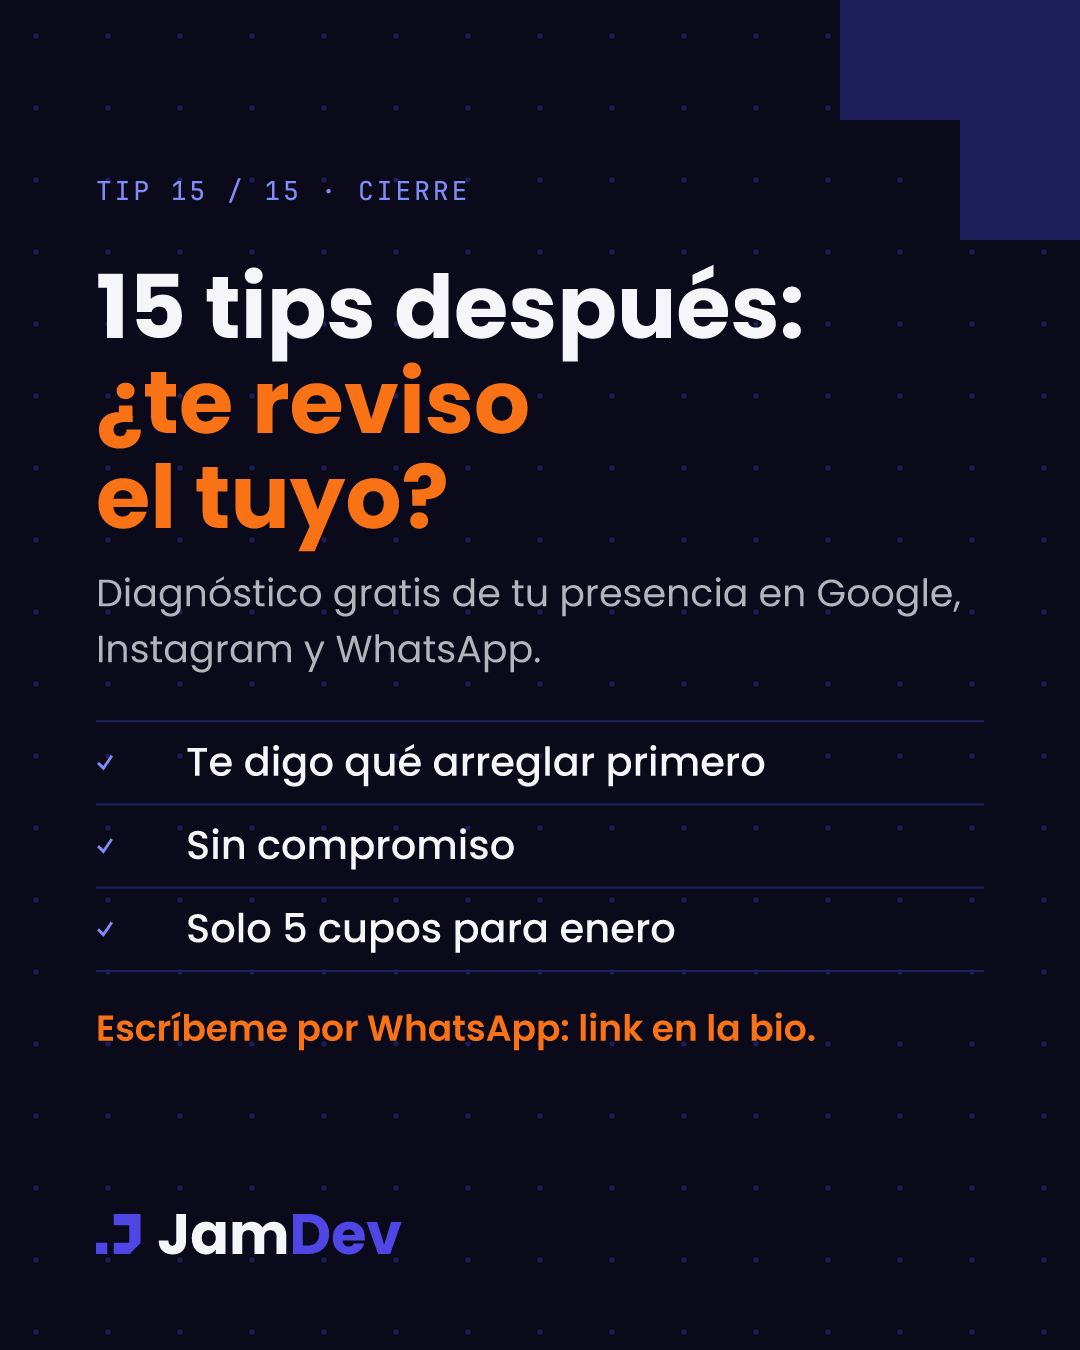 TIP 15 / 15 · CIERRE
15 tips después:
¿te reviso
el tuyo?
Diagnóstico gratis de tu presencia en Google,
Instagram y WhatsApp.
✓ Te digo qué arreglar primero
✓ Sin compromiso
✓ Solo 5 cupos para enero
Escríbeme por WhatsApp: link en la bio.
JamDev